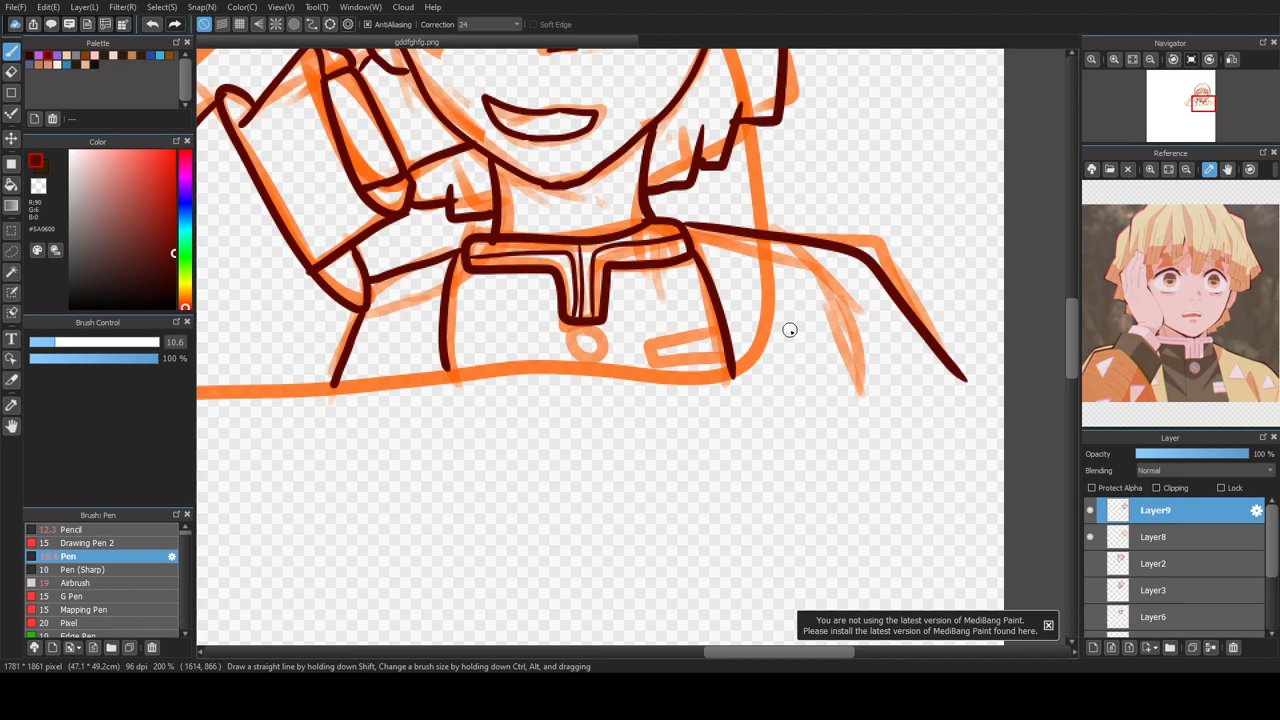 File(F) Edit(E) Layer(L) Filter(R) Select(S) Snap(N) Color(C) View(V) Tool(T) Window(W) Cloud Help
AntiAliasing Correction 24 Soft Edge
Palette
gddfghfg.png
Navigator
---
Color
R:90
G:6
B:0
#5A0600
Brush Control
10.6
100 %
Brush: Pen
12.3 Pencil
15 Drawing Pen 2
10.6 Pen
10 Pen (Sharp)
19 Airbrush
15 G Pen
15 Mapping Pen
20 Pixel
10 Edge Pen
Reference
Layer
Opacity 100 %
Blending Normal
Protect Alpha Clipping Lock
Layer9
Layer8
Layer2
Layer3
Layer6
You are not using the latest version of MediBang Paint.
Please install the latest version of MediBang Paint found here.
1781 * 1861 pixel (47.1 * 49.2cm) 96 dpi 200 % ( 1614, 866 ) Draw a straight line by holding down Shift, Change a brush size by holding down Ctrl, Alt, and dragging